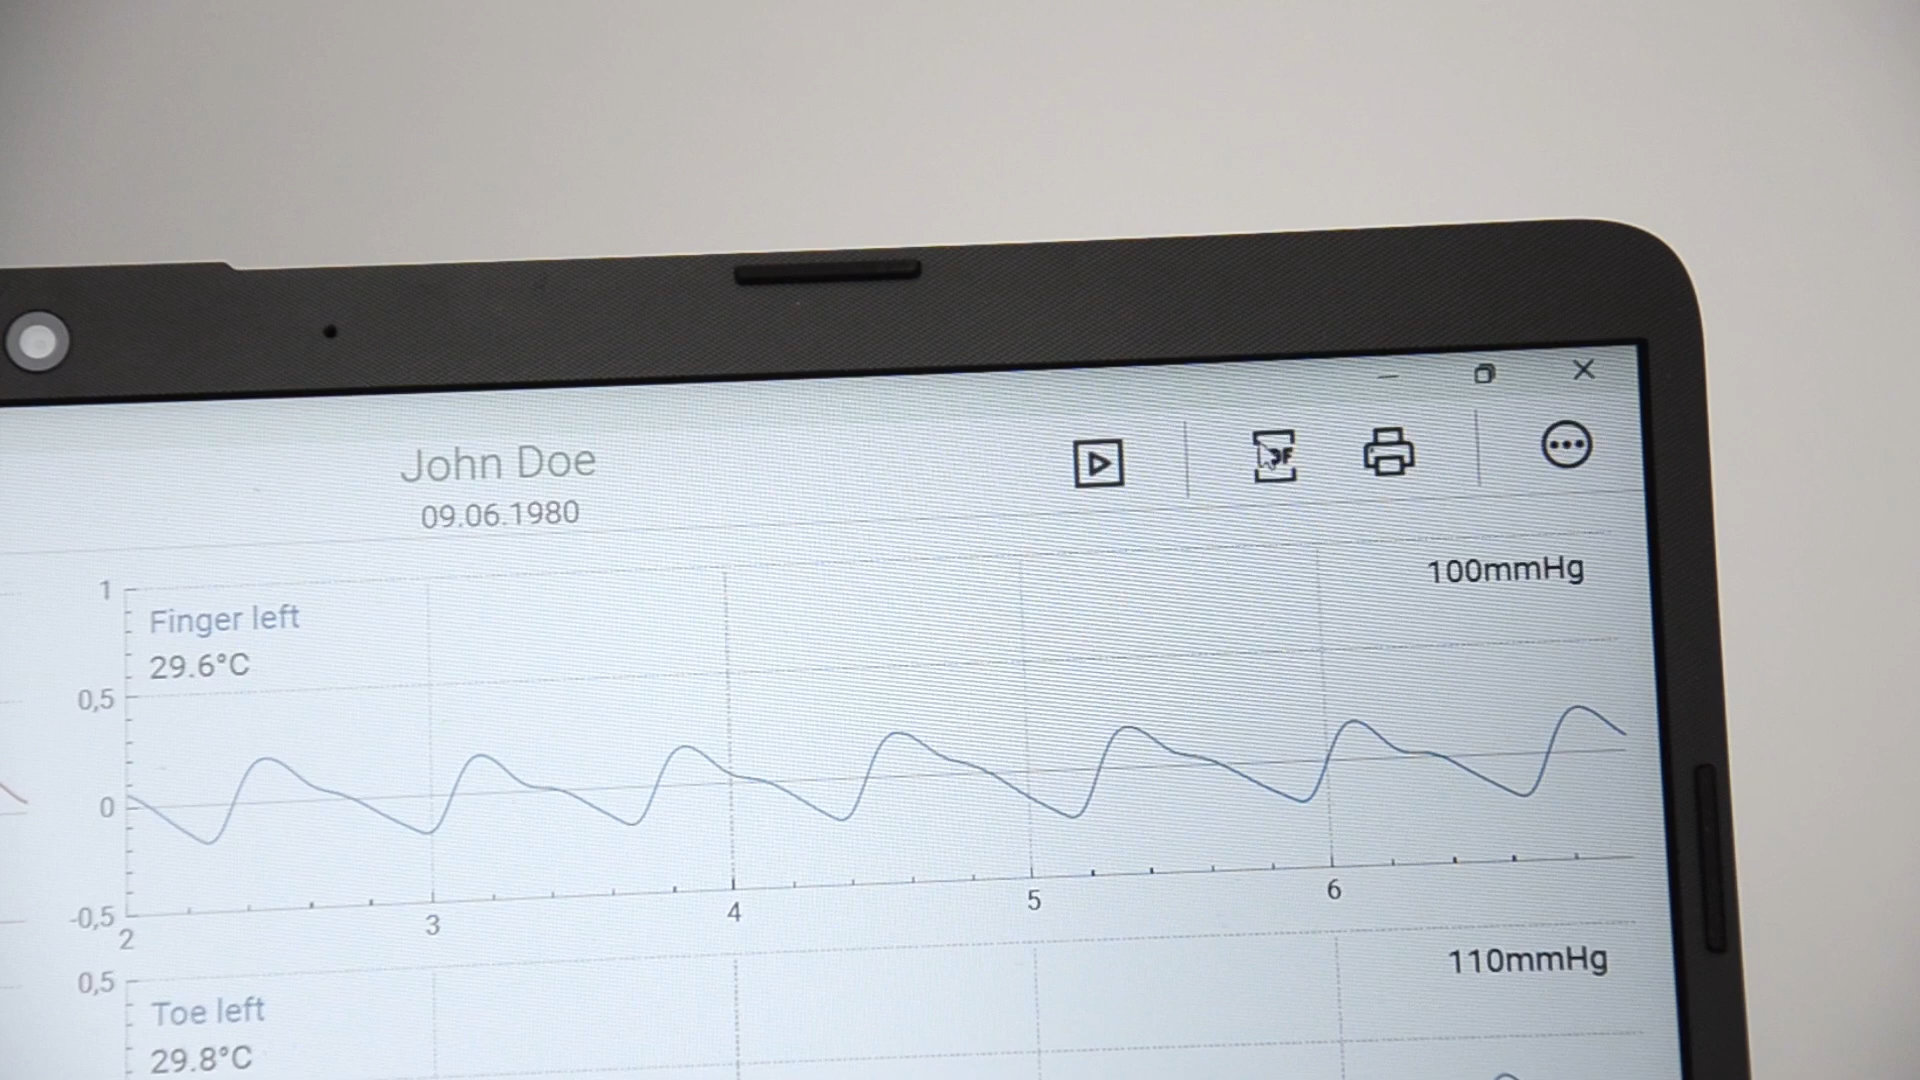 John Doe
09.06.1980
100mmHg
1
Finger left
29.6°C
0,5
0
-0,5
2
3
4
5
6
110mmHg
0,5
Toe left
29.8°C